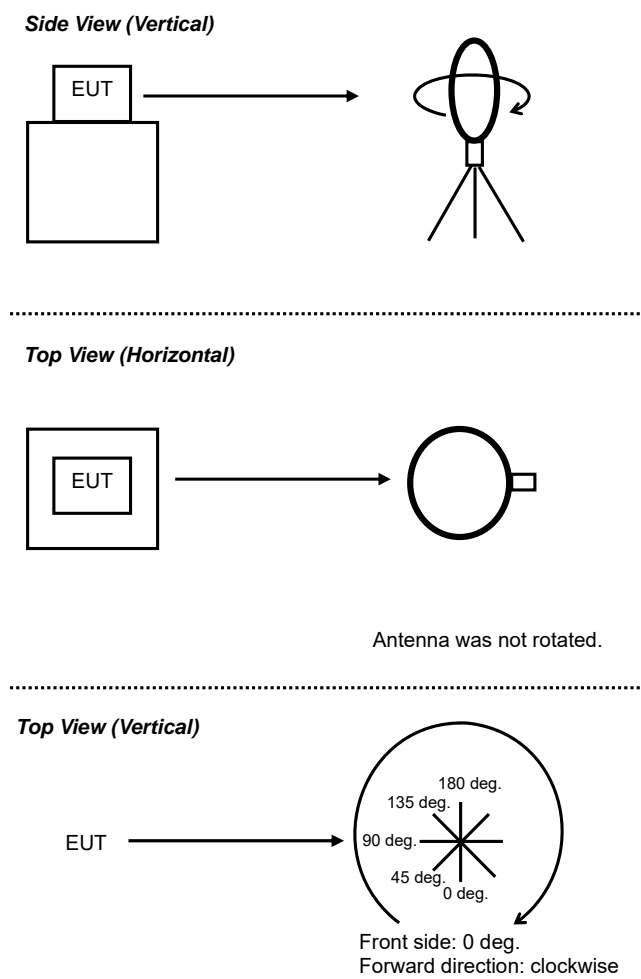 Side View (Vertical)
EUT
Top View (Horizontal)
EUT
Antenna was not rotated.
Top View (Vertical)
180 deg.
135 deg.
EUT
90 deg.
45 deg.
0 deg.
Front side: 0 deg.
Forward direction: clockwise